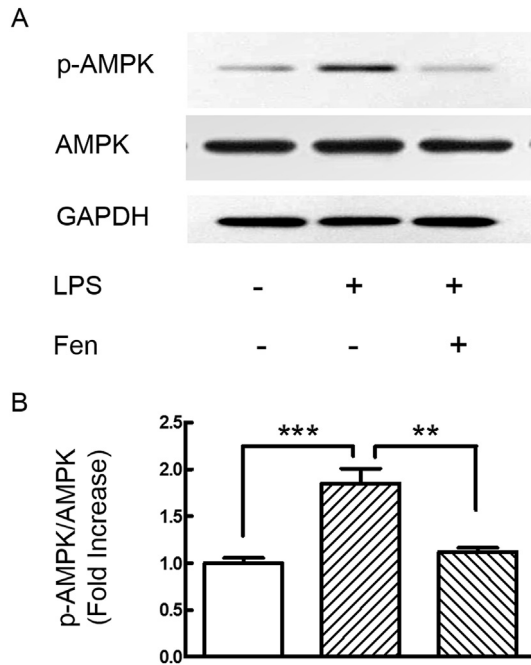 A
p-AMPK
AMPK
GAPDH
LPS - + +
Fen - - +
B
p-AMPK/AMPK
(Fold Increase)
2.5
2.0
1.5
1.0
0.5
0.0
*** **